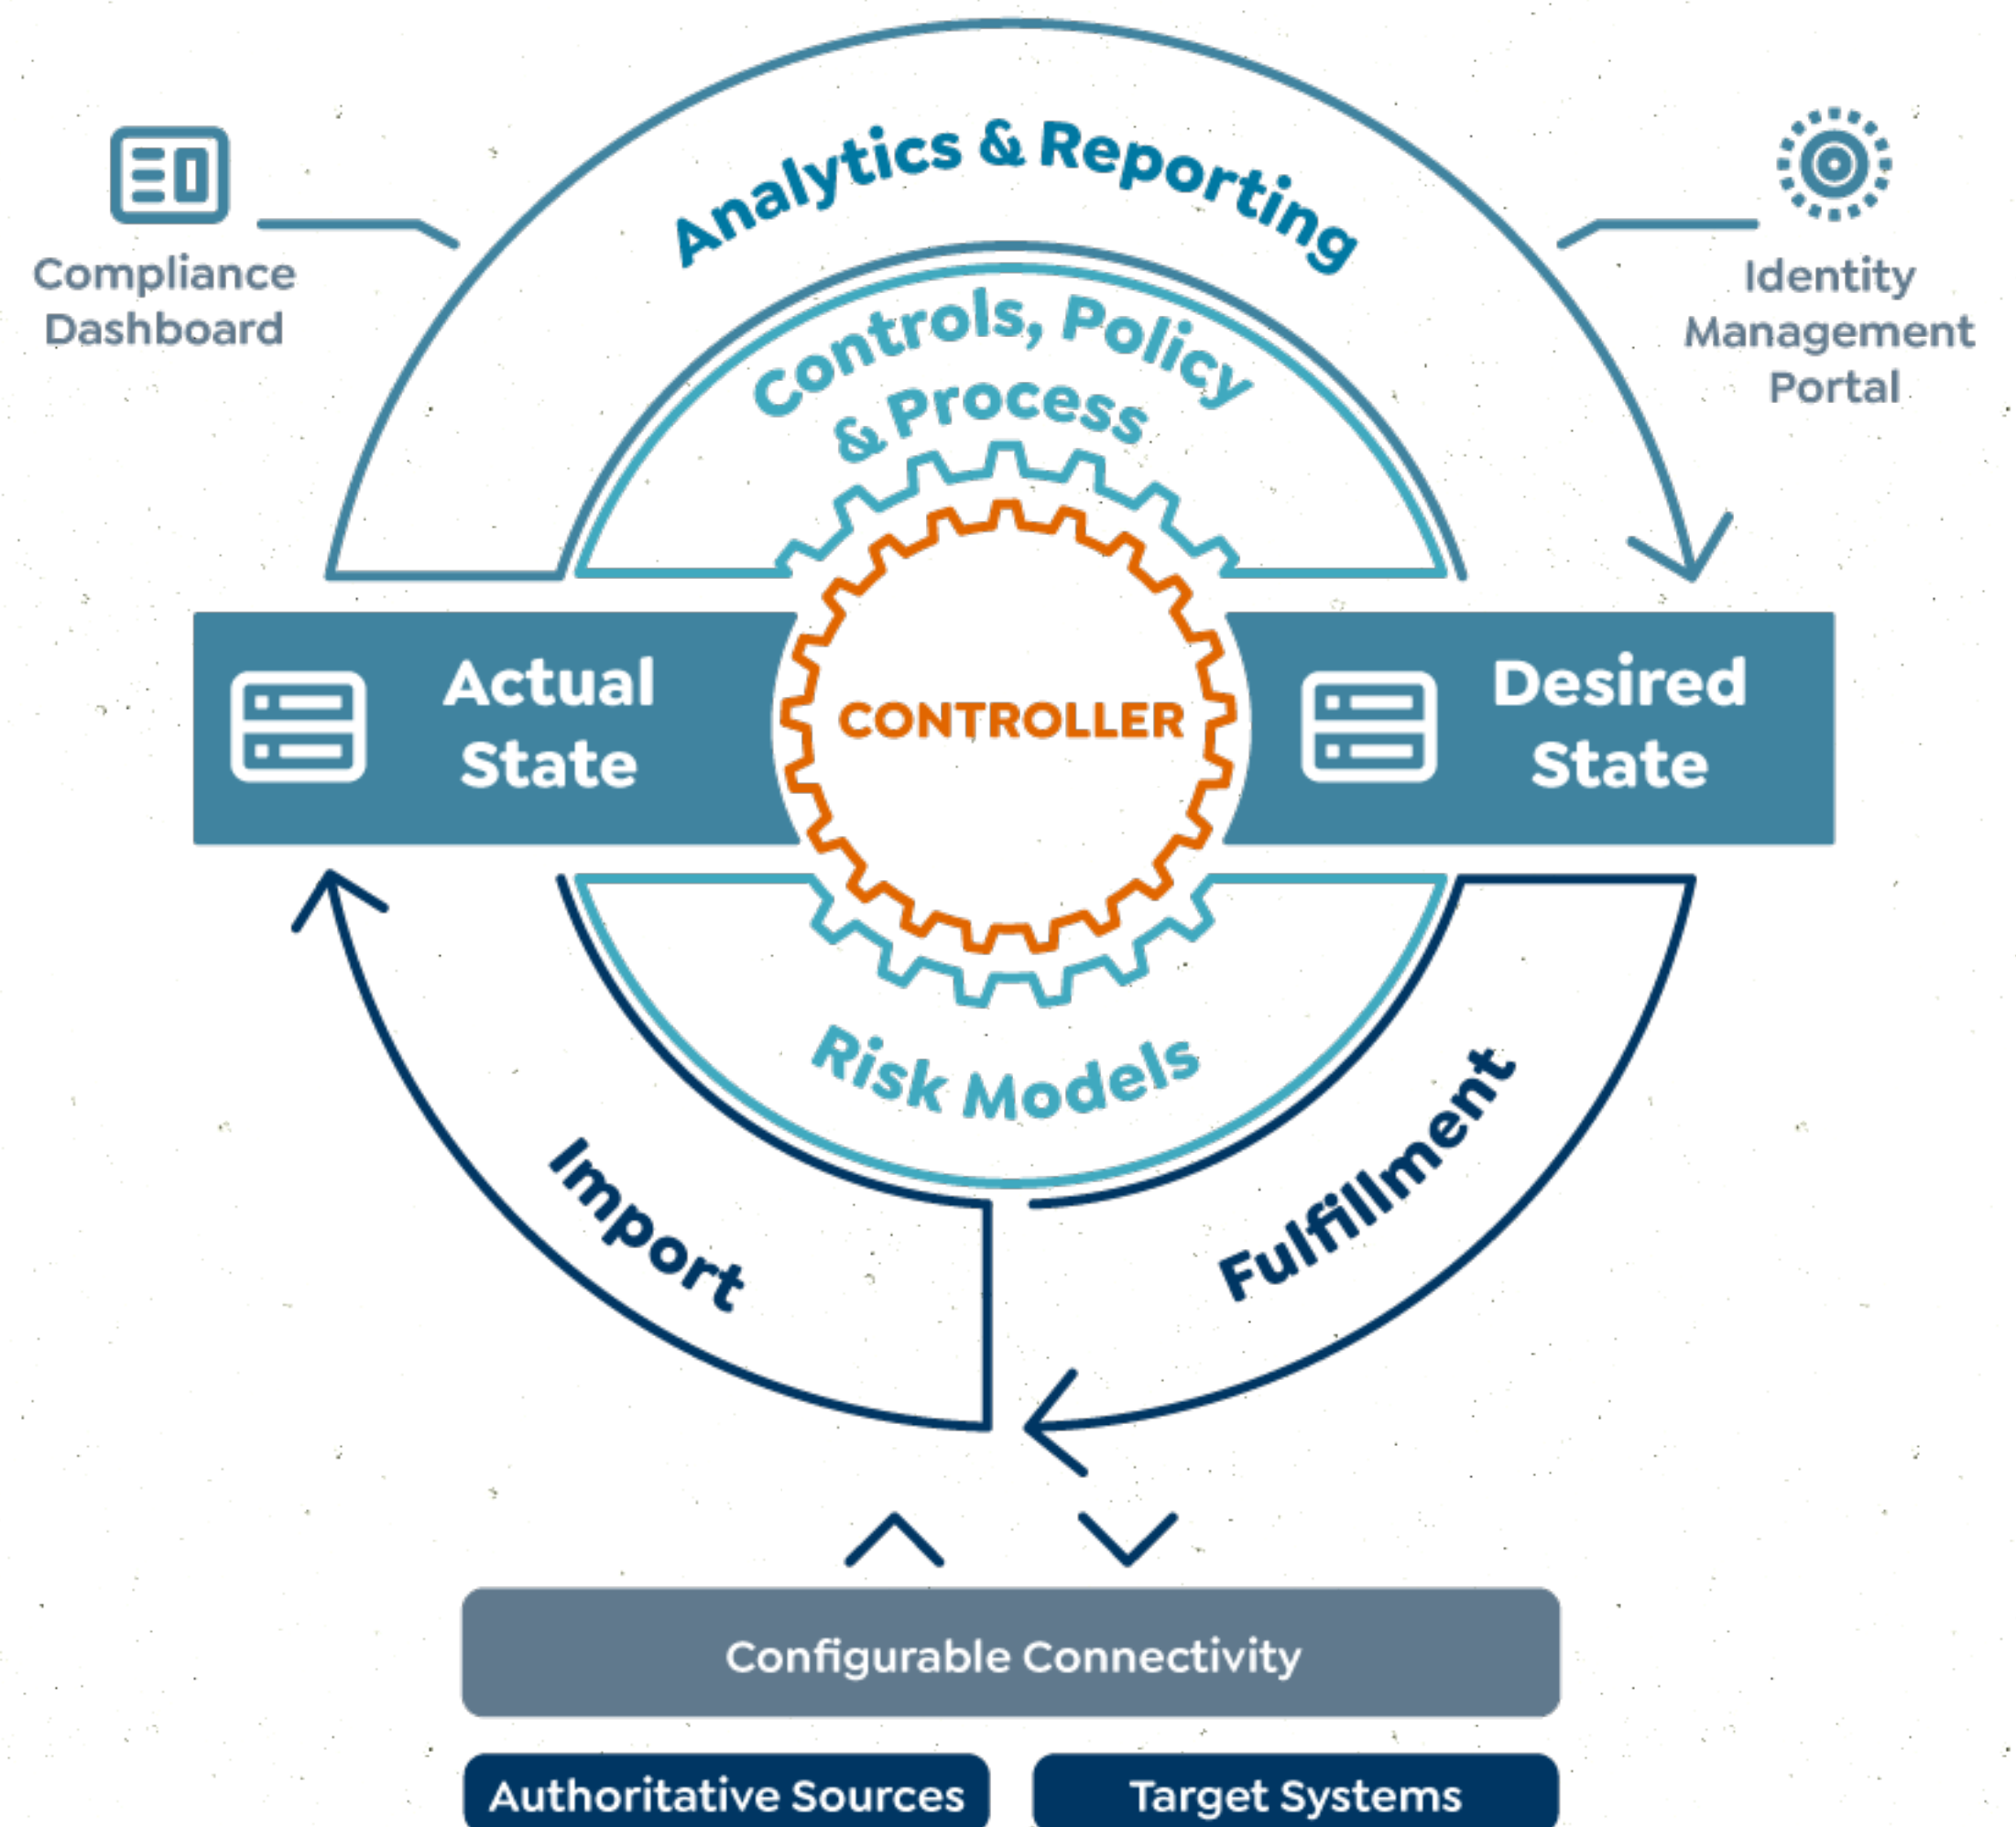 Analytics & Reporting
Compliance
Dashboard
Identity
Management
Portal
Controls, Policy
& Process
Actual
State
CONTROLLER
Desired
State
Risk Models
Import
Fulfillment
Configurable Connectivity
Authoritative Sources
Target Systems